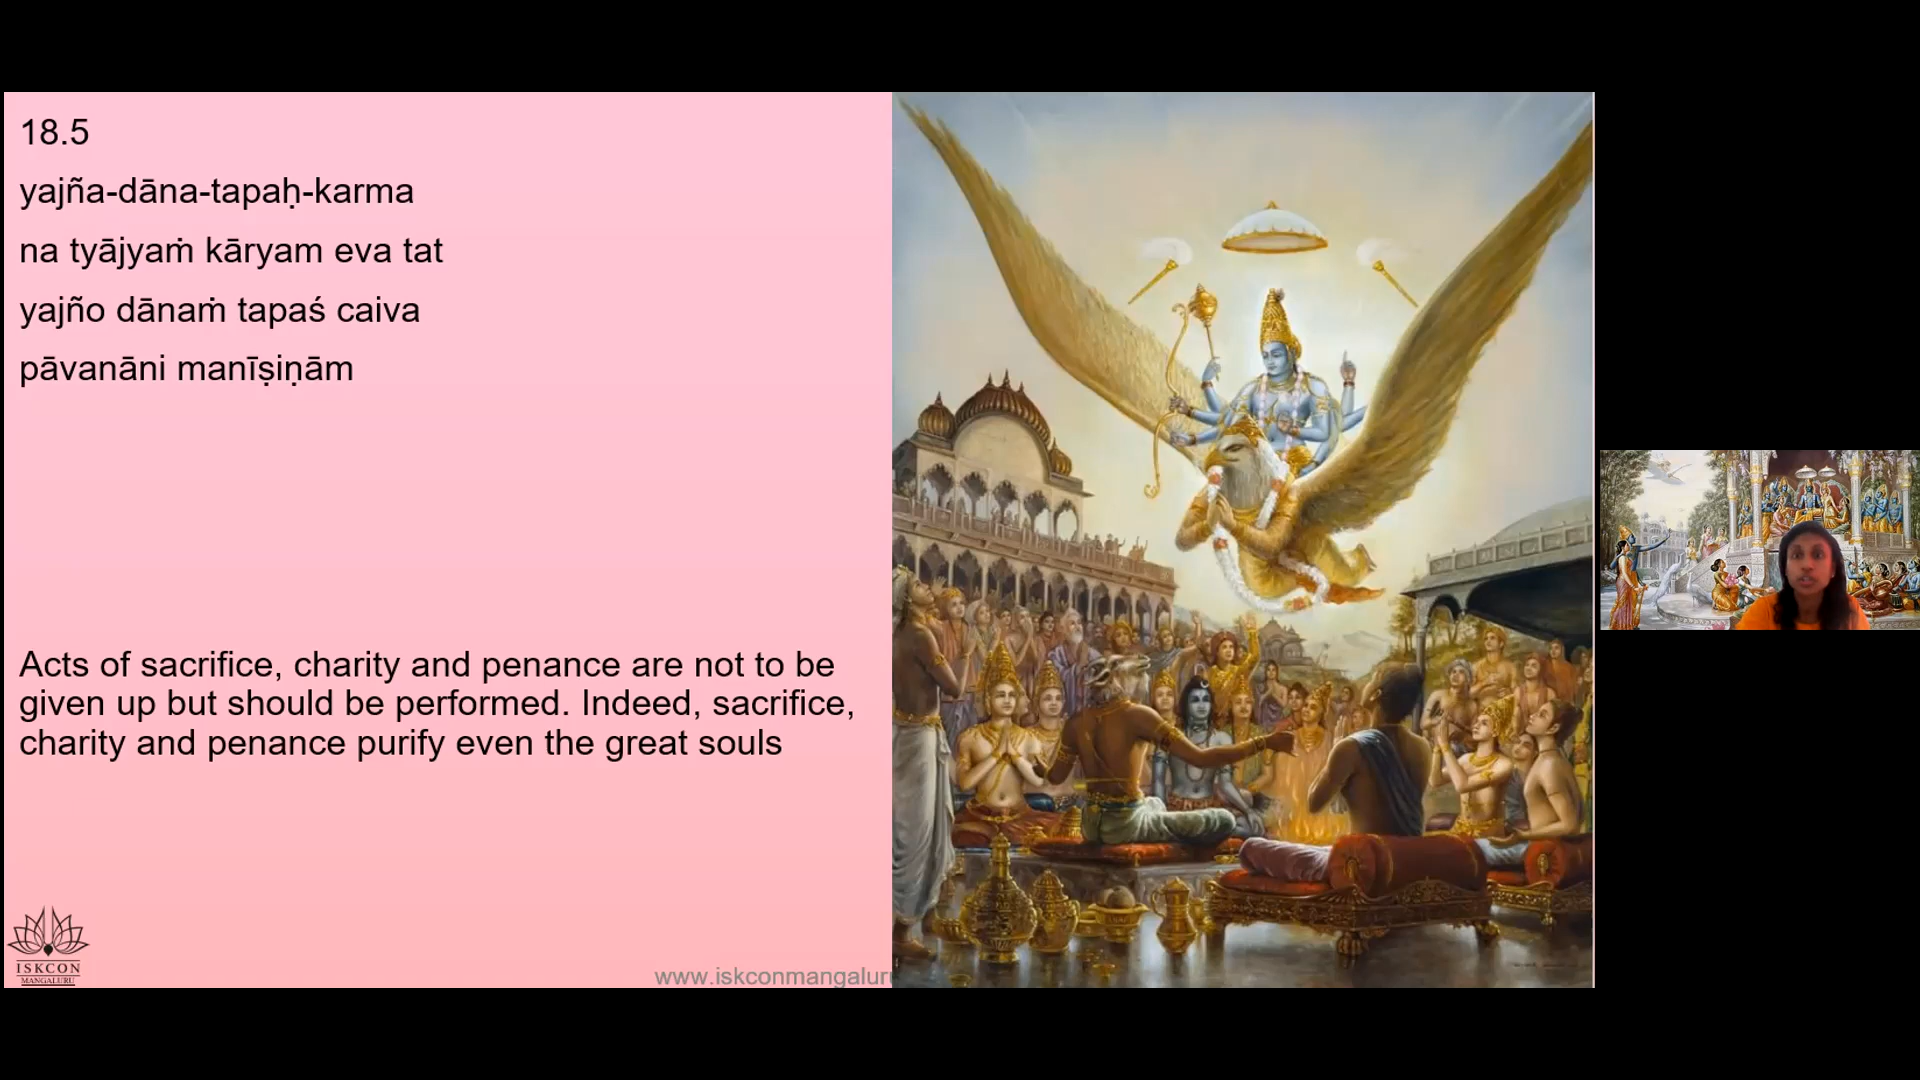 18.5
yajña-dāna-tapaḥ-karma
na tyājyaṁ kāryam eva tat
yajño dānaṁ tapaś caiva
pāvanāni manīṣiṇām
Acts of sacrifice, charity and penance are not to be
given up but should be performed. Indeed, sacrifice,
charity and penance purify even the great souls
ISKCON
MANGALURU
www.iskconmangalur